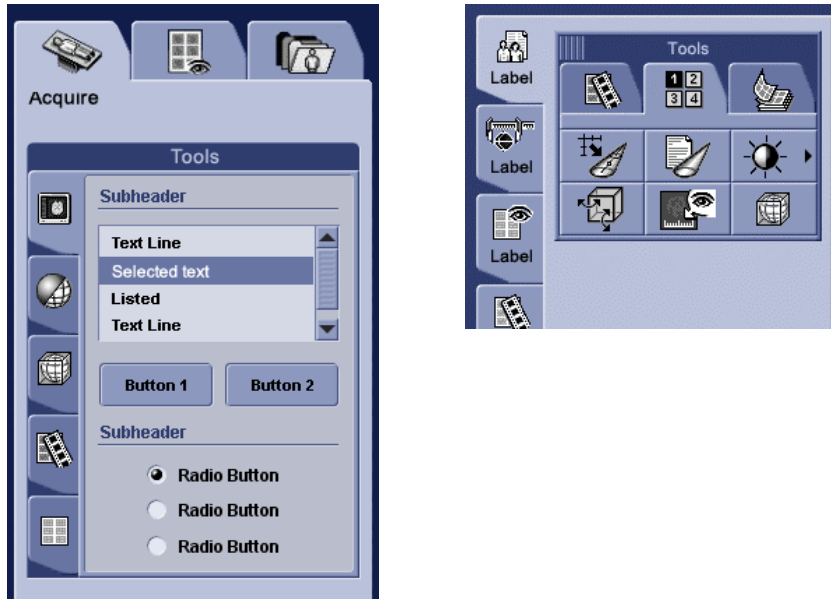 Acquire
Tools
Subheader
Text Line
Selected text
Listed
Text Line
Button 1 Button 2
Subheader
Radio Button
Radio Button
Radio Button
Label
Label
Label
Tools
1 2
3 4